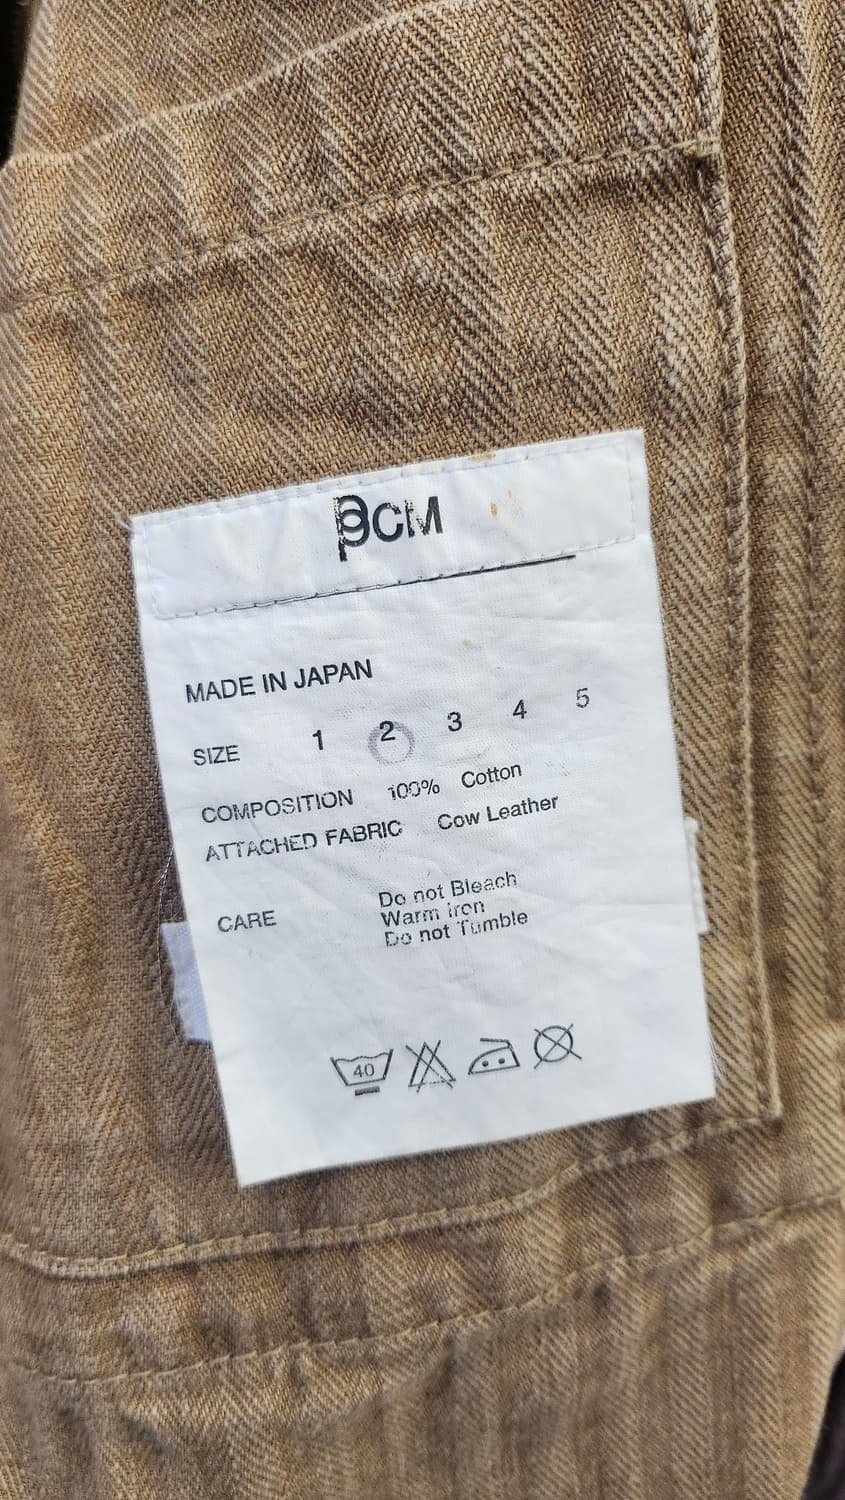 MADE IN JAPAN
SIZE 1 2 3 4 5
COMPOSITION 100% Cotton
ATTACHED FABRIC Cow Leather
CARE Do not Bleach
Warm Iron
Do not Tumble
40